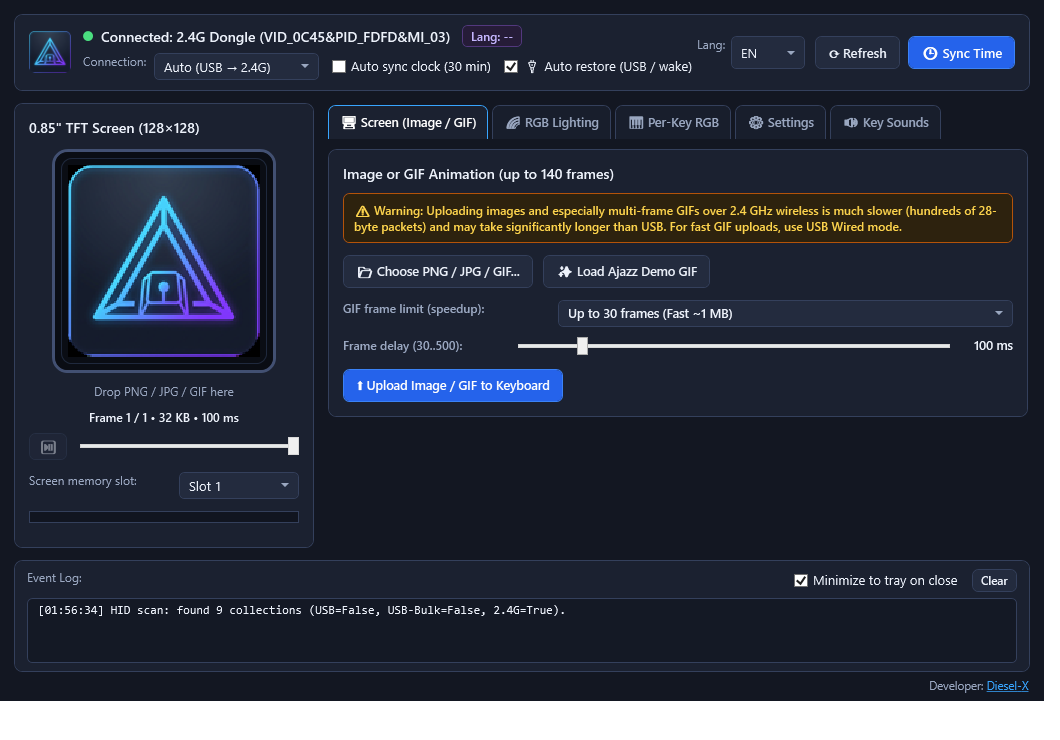 Connected: 2.4G Dongle (VID_0C45&PID_FDFD&MI_03)
Lang: --
Connection:
Auto (USB → 2.4G)
Auto sync clock (30 min)
Auto restore (USB / wake)
Lang:
EN
Refresh
Sync Time
0.85" TFT Screen (128×128)
Drop PNG / JPG / GIF here
Frame 1 / 1 • 32 KB • 100 ms
Screen memory slot:
Slot 1
Screen (Image / GIF)
RGB Lighting
Per-Key RGB
Settings
Key Sounds
Image or GIF Animation (up to 140 frames)
Warning: Uploading images and especially multi-frame GIFs over 2.4 GHz wireless is much slower (hundreds of 28-
byte packets) and may take significantly longer than USB. For fast GIF uploads, use USB Wired mode.
Choose PNG / JPG / GIF...
Load Ajazz Demo GIF
GIF frame limit (speedup):
Up to 30 frames (Fast ~1 MB)
Frame delay (30..500):
100 ms
Upload Image / GIF to Keyboard
Event Log:
Minimize to tray on close
Clear
[01:56:34] HID scan: found 9 collections (USB=False, USB-Bulk=False, 2.4G=True).
Developer: Diesel-X